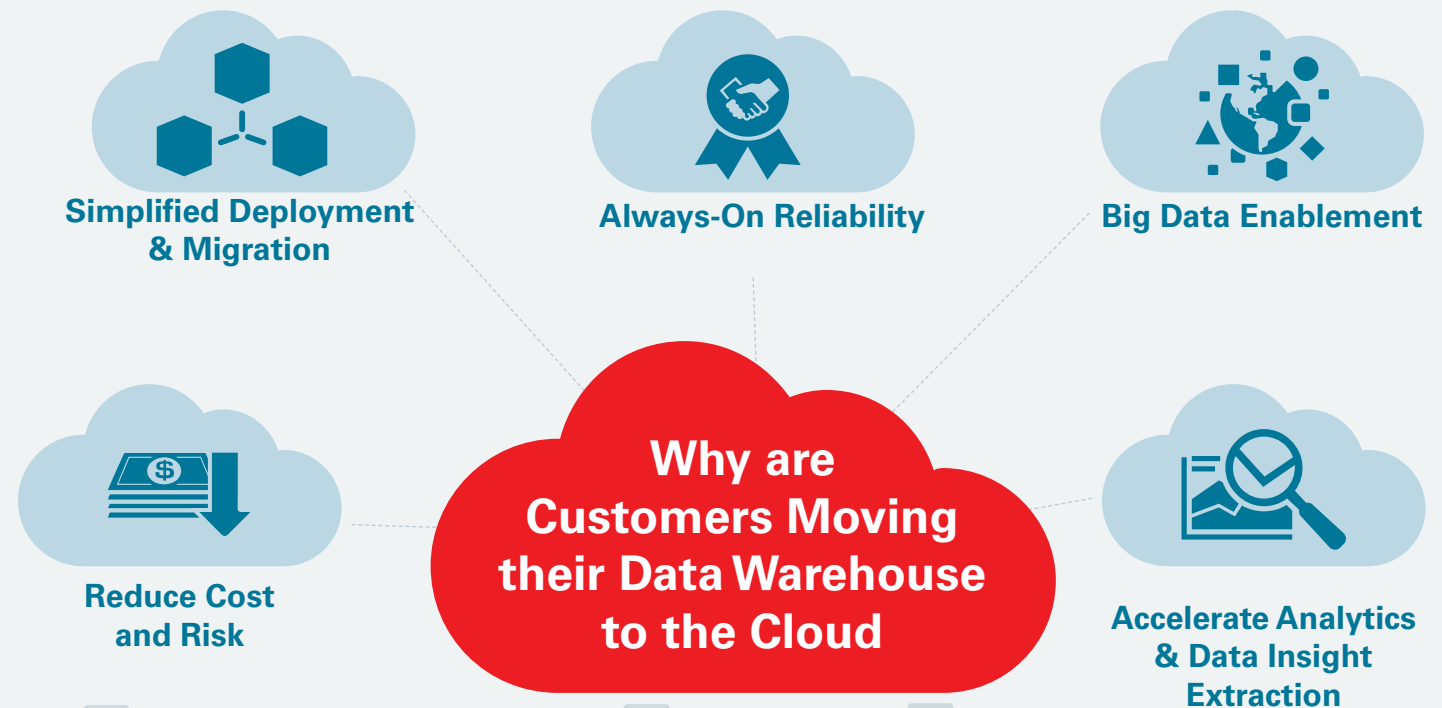 Simplified Deployment
& Migration
Always-On Reliability
Big Data Enablement
$
Reduce Cost
and Risk
Why are
Customers Moving
their Data Warehouse
to the Cloud
Accelerate Analytics
& Data Insight
Extraction